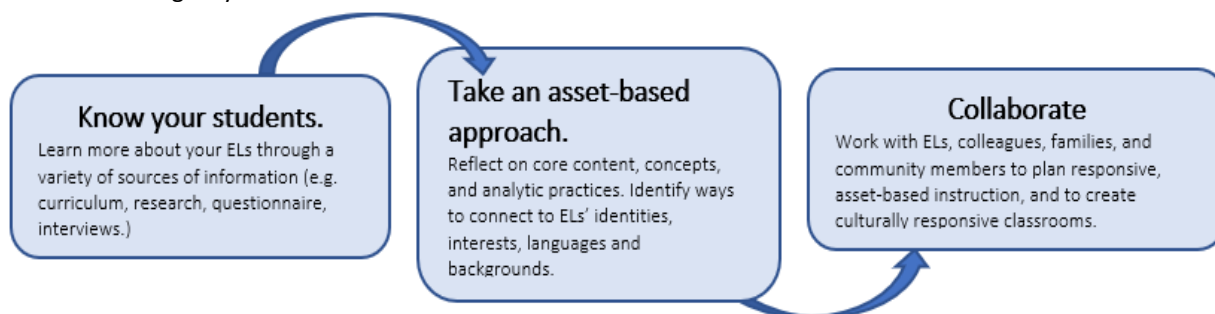 Know your students.
Learn more about your ELs through a
variety of sources of information (e.g.
curriculum, research, questionnaire,
interviews.)
Take an asset-based
approach.
Reflect on core content, concepts,
and analytic practices. Identify ways
to connect to ELs’ identities,
interests, languages and
backgrounds.
Collaborate
Work with ELs, colleagues, families, and
community members to plan responsive,
asset-based instruction, and to create
culturally responsive classrooms.